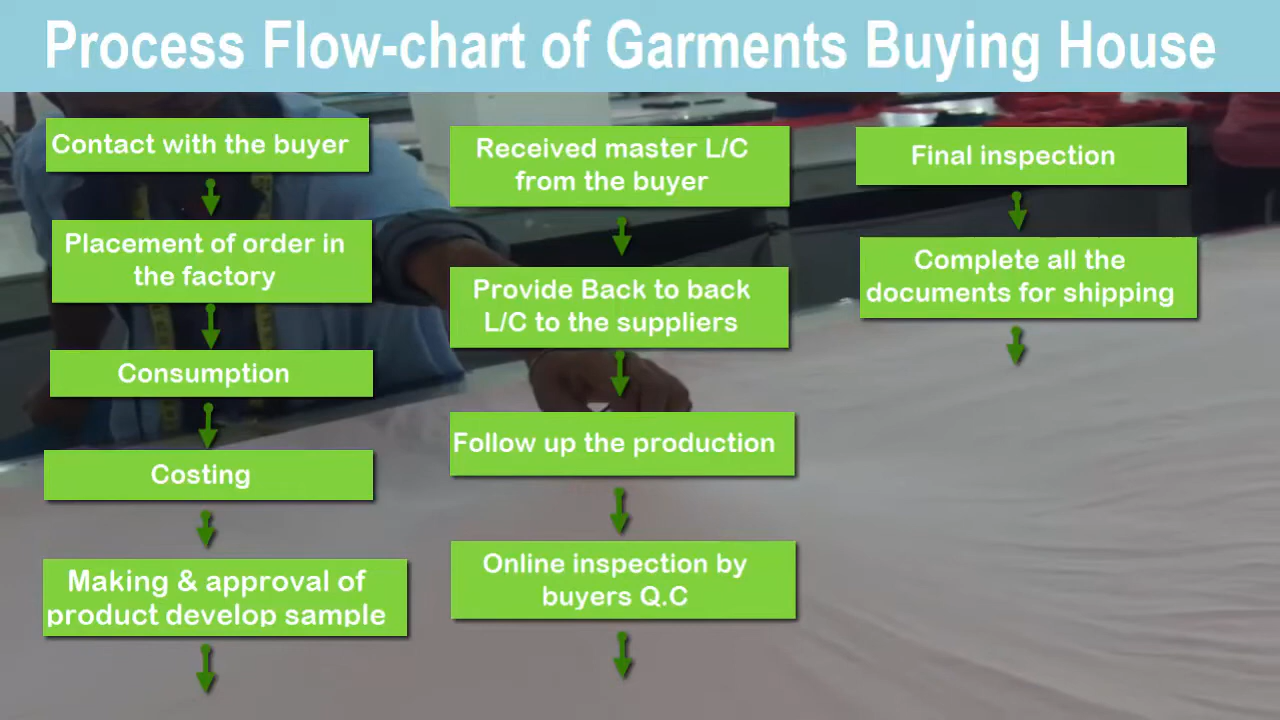 Process Flow-chart of Garments Buying House
Contact with the buyer
Placement of order in
the factory
Consumption
Costing
Making & approval of
product develop sample
Received master L/C
from the buyer
Provide Back to back
L/C to the suppliers
Follow up the production
Online inspection by
buyers Q.C
Final inspection
Complete all the
documents for shipping